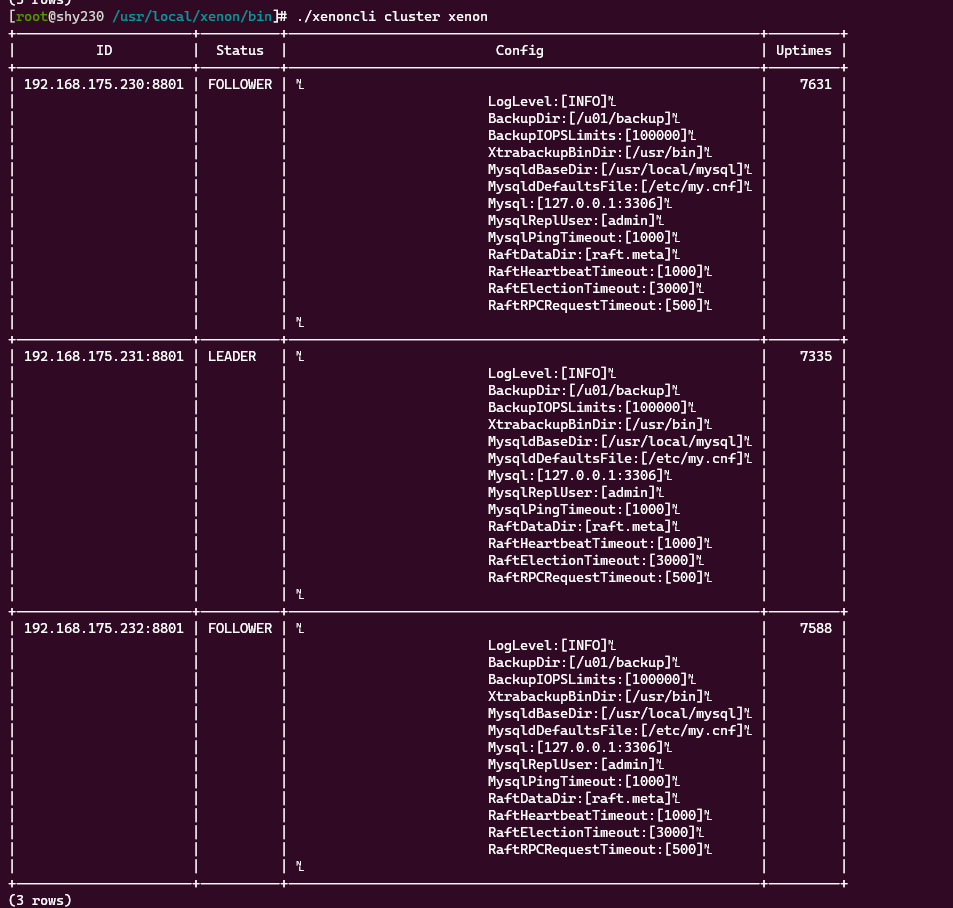 (3 rows)
[root@shy230 /usr/local/xenon/bin]# ./xenoncli cluster xenon
ID | Status | Config | Uptimes
192.168.175.230:8801 | FOLLOWER | ␤ | 7631
LogLevel:[INFO]␤
BackupDir:[/u01/backup]␤
BackupIOPSLimits:[100000]␤
XtrabackupBinDir:[/usr/bin]␤
MysqldBaseDir:[/usr/local/mysql]␤
MysqldDefaultsFile:[/etc/my.cnf]␤
Mysql:[127.0.0.1:3306]␤
MysqlReplUser:[admin]␤
MysqlPingTimeout:[1000]␤
RaftDataDir:[raft.meta]␤
RaftHeartbeatTimeout:[1000]␤
RaftElectionTimeout:[3000]␤
RaftRPCRequestTimeout:[500]␤
␤
192.168.175.231:8801 | LEADER | ␤ | 7335
LogLevel:[INFO]␤
BackupDir:[/u01/backup]␤
BackupIOPSLimits:[100000]␤
XtrabackupBinDir:[/usr/bin]␤
MysqldBaseDir:[/usr/local/mysql]␤
MysqldDefaultsFile:[/etc/my.cnf]␤
Mysql:[127.0.0.1:3306]␤
MysqlReplUser:[admin]␤
MysqlPingTimeout:[1000]␤
RaftDataDir:[raft.meta]␤
RaftHeartbeatTimeout:[1000]␤
RaftElectionTimeout:[3000]␤
RaftRPCRequestTimeout:[500]␤
␤
192.168.175.232:8801 | FOLLOWER | ␤ | 7588
LogLevel:[INFO]␤
BackupDir:[/u01/backup]␤
BackupIOPSLimits:[100000]␤
XtrabackupBinDir:[/usr/bin]␤
MysqldBaseDir:[/usr/local/mysql]␤
MysqldDefaultsFile:[/etc/my.cnf]␤
Mysql:[127.0.0.1:3306]␤
MysqlReplUser:[admin]␤
MysqlPingTimeout:[1000]␤
RaftDataDir:[raft.meta]␤
RaftHeartbeatTimeout:[1000]␤
RaftElectionTimeout:[3000]␤
RaftRPCRequestTimeout:[500]␤
␤
(3 rows)